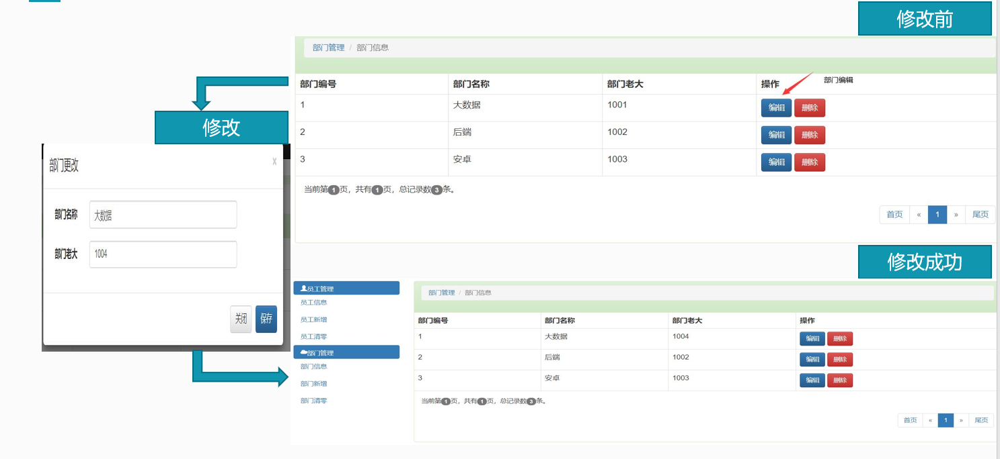 修改前
部门管理 / 部门信息
部门编号 部门名称 部门老大 操作 部门编辑
1 大数据 1001 编辑 删除
2 后端 1002 编辑 删除
3 安卓 1003 编辑 删除
当前第1页，共有1页，总记录数3条。
首页 « 1 » 尾页
修改
部门更改 x
部门名称 大数据
部门老大 1004
关闭 保存
修改成功
员工管理
员工信息
员工新增
员工清零
部门管理
部门信息
部门新增
部门清零
部门管理 / 部门信息
部门编号 部门名称 部门老大 操作
1 大数据 1004 编辑 删除
2 后端 1002 编辑 删除
3 安卓 1003 编辑 删除
当前第1页，共有1页，总记录数3条。
首页 « 1 » 尾页